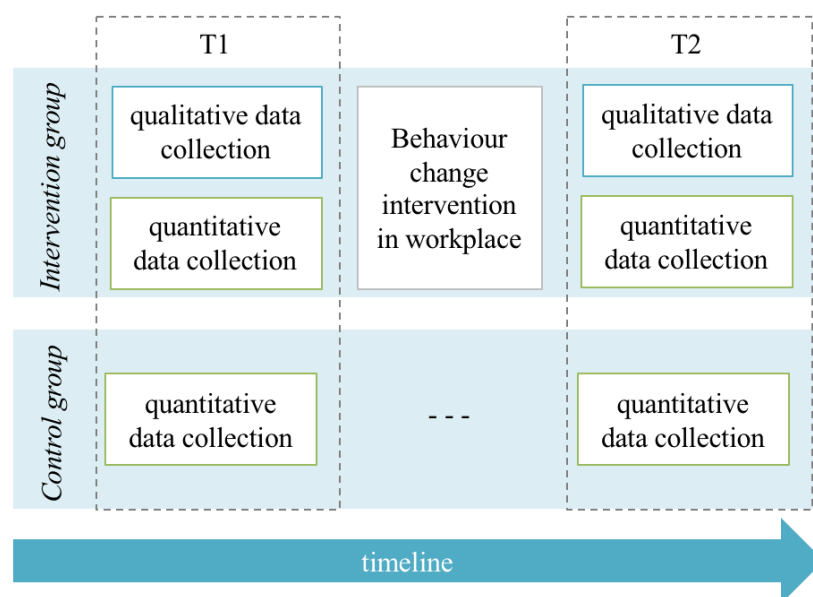 T1
T2
Intervention group
qualitative data
collection
quantitative
data collection
Behaviour
change
intervention
in workplace
qualitative data
collection
quantitative
data collection
Control group
quantitative
data collection
- - -
quantitative
data collection
timeline